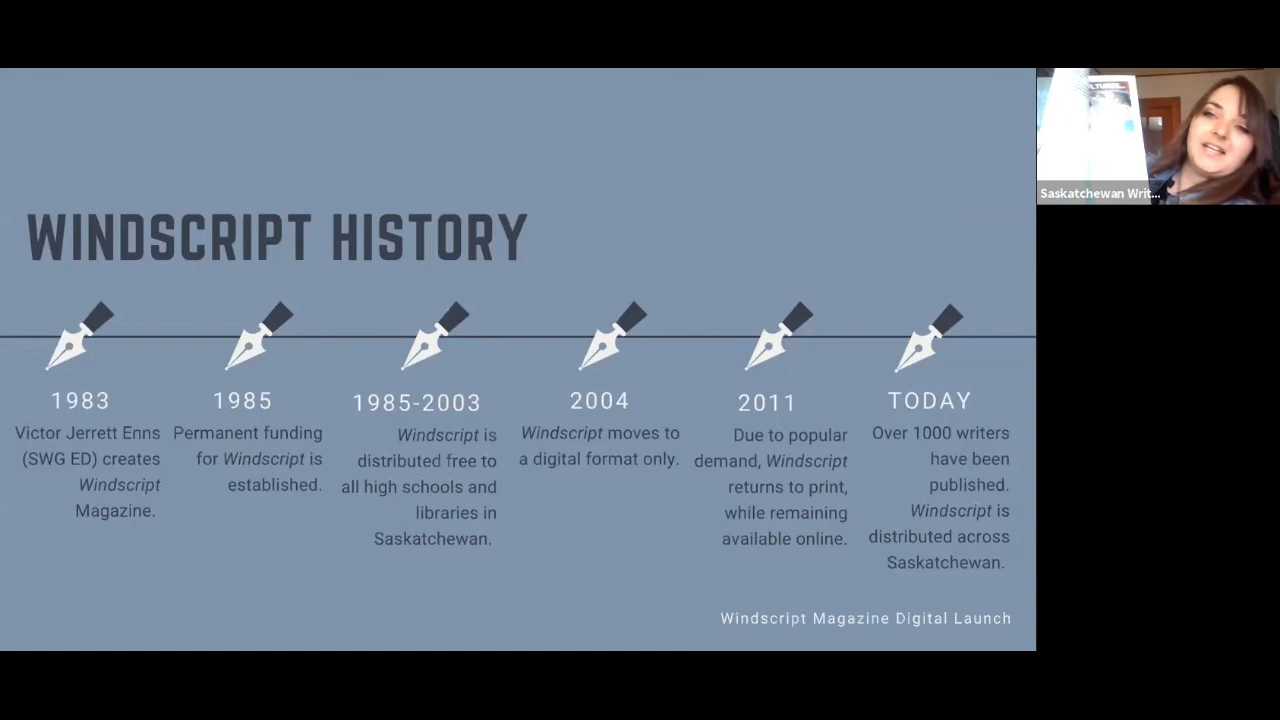 Saskatchewan Writ...
WINDSCRIPT HISTORY
1983
Victor Jerrett Enns
(SWG ED) creates
Windscript
Magazine.
1985
Permanent funding
for Windscript is
established.
1985-2003
Windscript is
distributed free to
all high schools and
libraries in
Saskatchewan.
2004
Windscript moves to
a digital format only.
2011
Due to popular
demand, Windscript
returns to print,
while remaining
available online.
TODAY
Over 1000 writers
have been
published.
Windscript is
distributed across
Saskatchewan.
Windscript Magazine Digital Launch